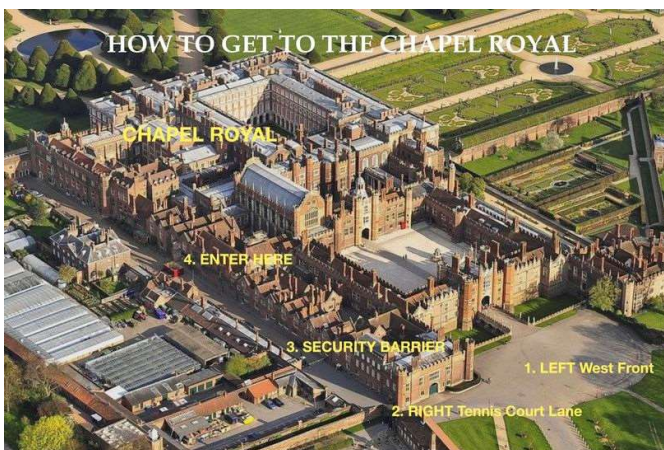 HOW TO GET TO THE CHAPEL ROYAL
CHAPEL ROYAL
4. ENTER HERE
3. SECURITY BARRIER
1. LEFT West Front
2. RIGHT Tennis Court Lane